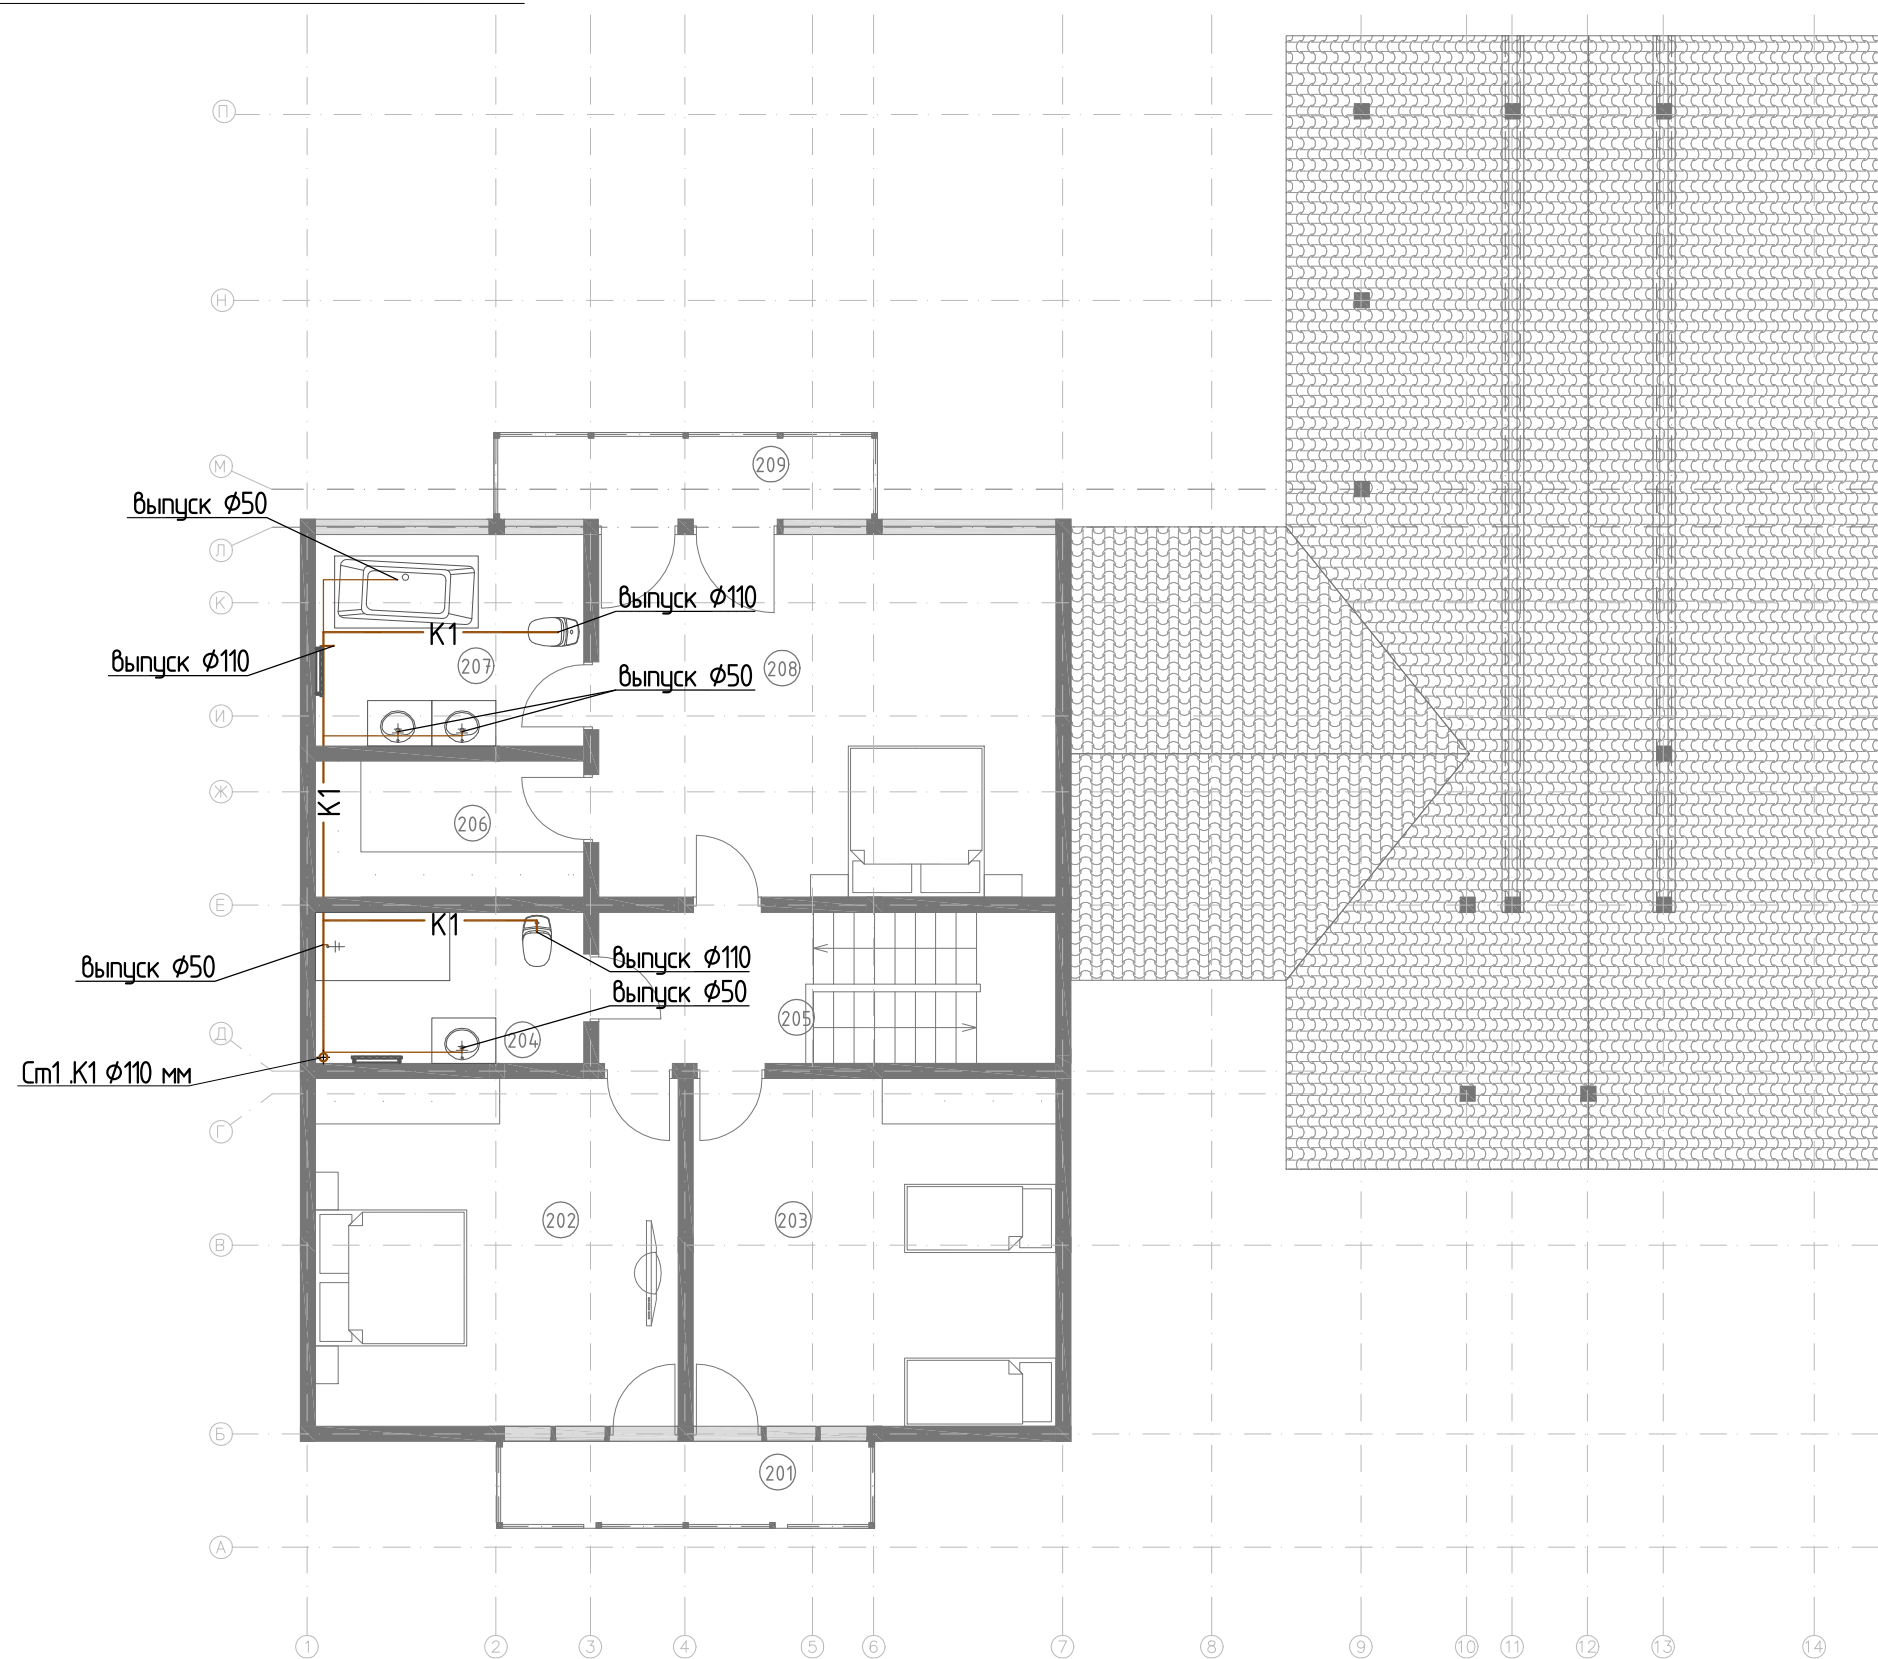 П
Н
М
209
выпуск Ø50
Л
выпуск Ø110
К
К1
выпуск Ø110
207
208
выпуск Ø50
И
Ж
К1
206
Е
К1
выпуск Ø50
выпуск Ø110
выпуск Ø50
205
Д
204
Ст1 .К1 Ø110 мм
Г
202
203
В
Б
201
А
1 2 3 4 5 6 7 8 9 10 11 12 13 14